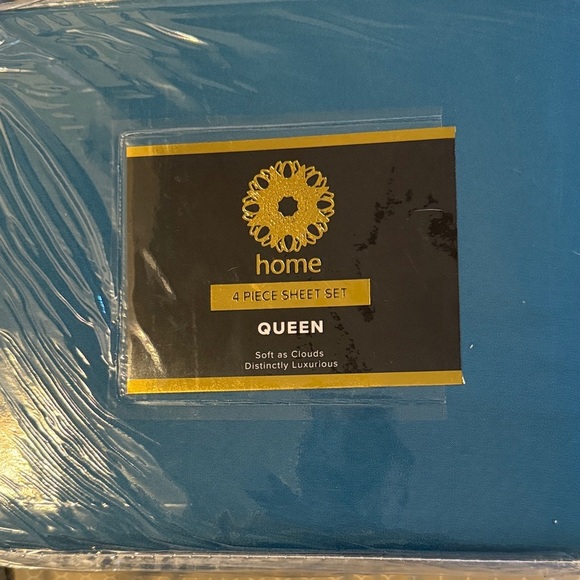 home
4 PIECE SHEET SET
QUEEN
Soft as Clouds
Distinctly Luxurious